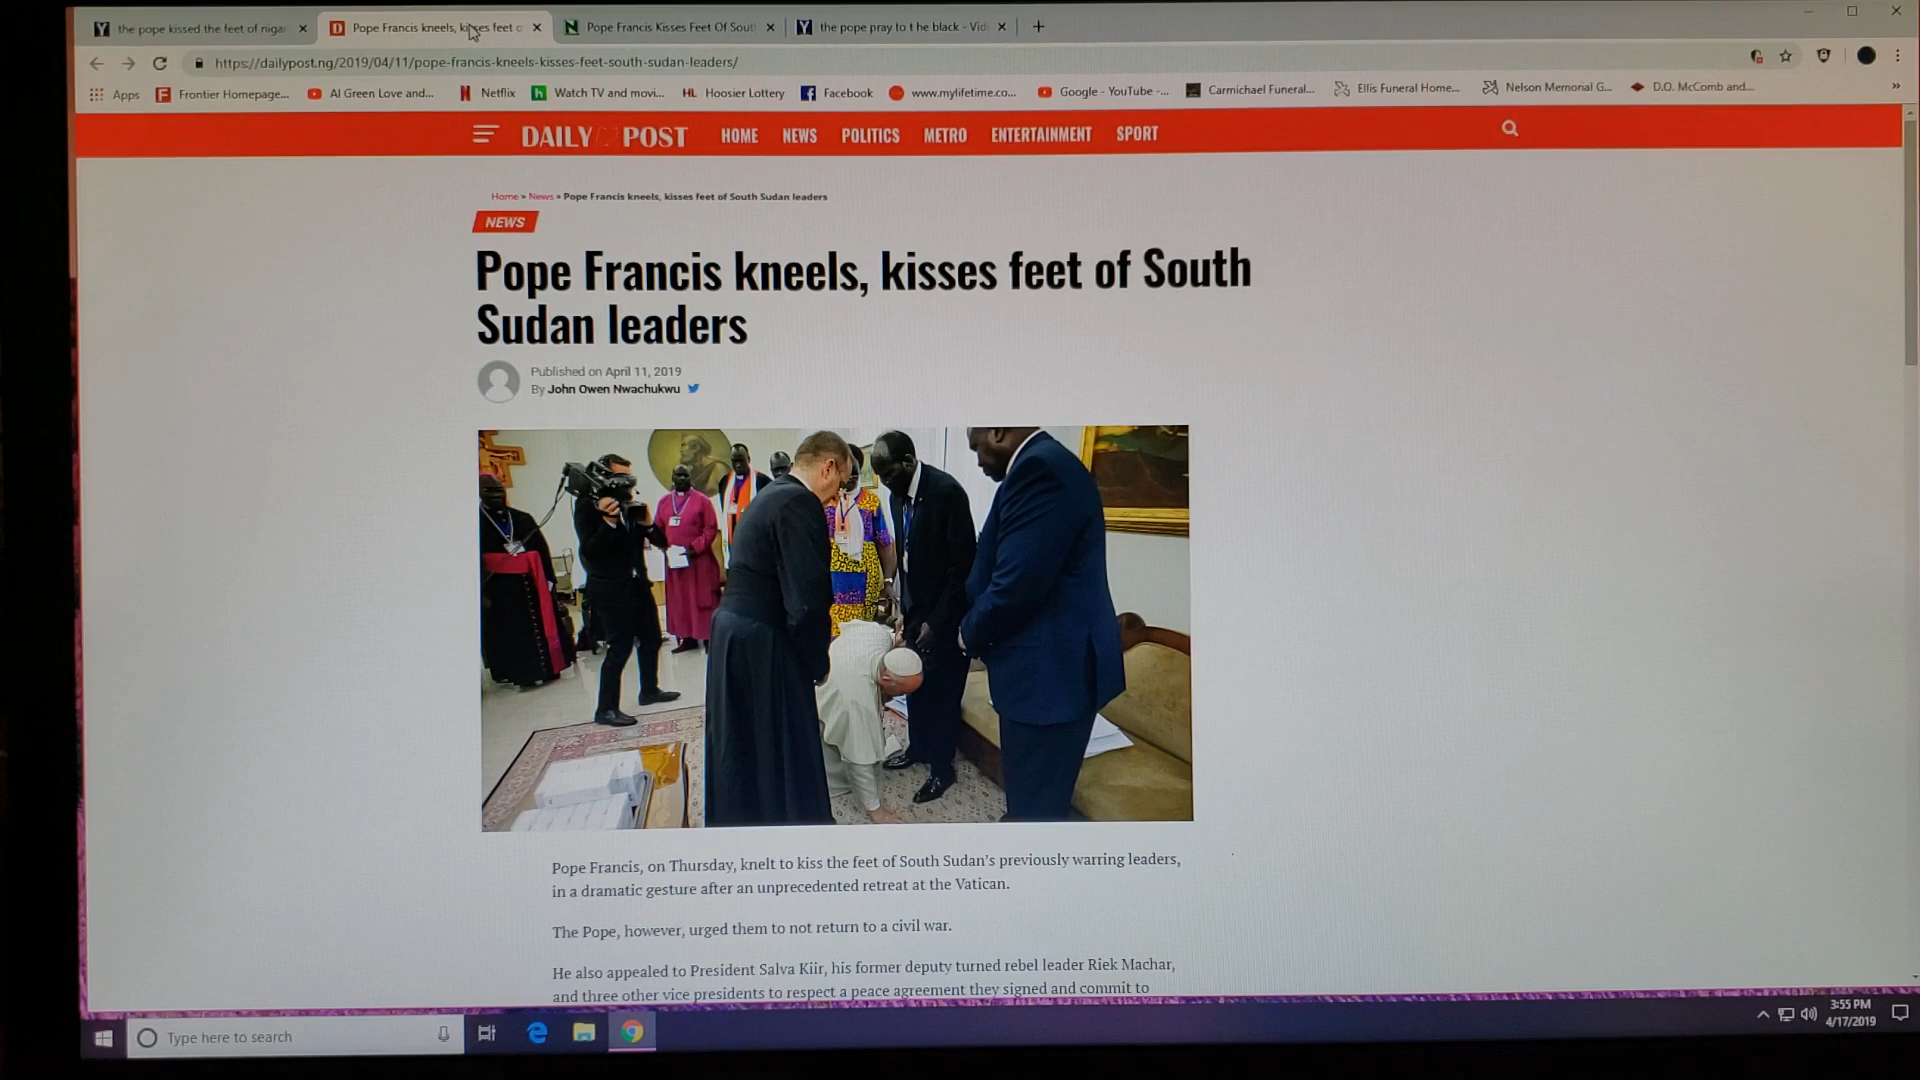 the pope kissed the feet of nigar
Pope Francis kneels, kisses feet o
Pope Francis Kisses Feet Of Sout
the pope pray to t he black - Vid
https://dailypost.ng/2019/04/11/pope-francis-kneels-kisses-feet-south-sudan-leaders/
Apps
Frontier Homepage...
Al Green Love and...
Netflix
Watch TV and movi...
HL Hoosier Lottery
Facebook
www.mylifetime.co...
Google - YouTube -...
Carmichael Funeral...
Ellis Funeral Home...
Nelson Memorial G...
D.O. McComb and...
»
DAILY POST
HOME
NEWS
POLITICS
METRO
ENTERTAINMENT
SPORT
Home » News » Pope Francis kneels, kisses feet of South Sudan leaders
NEWS
Pope Francis kneels, kisses feet of South
Sudan leaders
Published on April 11, 2019
By John Owen Nwachukwu
Pope Francis, on Thursday, knelt to kiss the feet of South Sudan's previously warring leaders,
in a dramatic gesture after an unprecedented retreat at the Vatican.
The Pope, however, urged them to not return to a civil war.
He also appealed to President Salva Kiir, his former deputy turned rebel leader Riek Machar,
and three other vice presidents to respect a peace agreement they signed and commit to
Type here to search
3:55 PM
4/17/2019